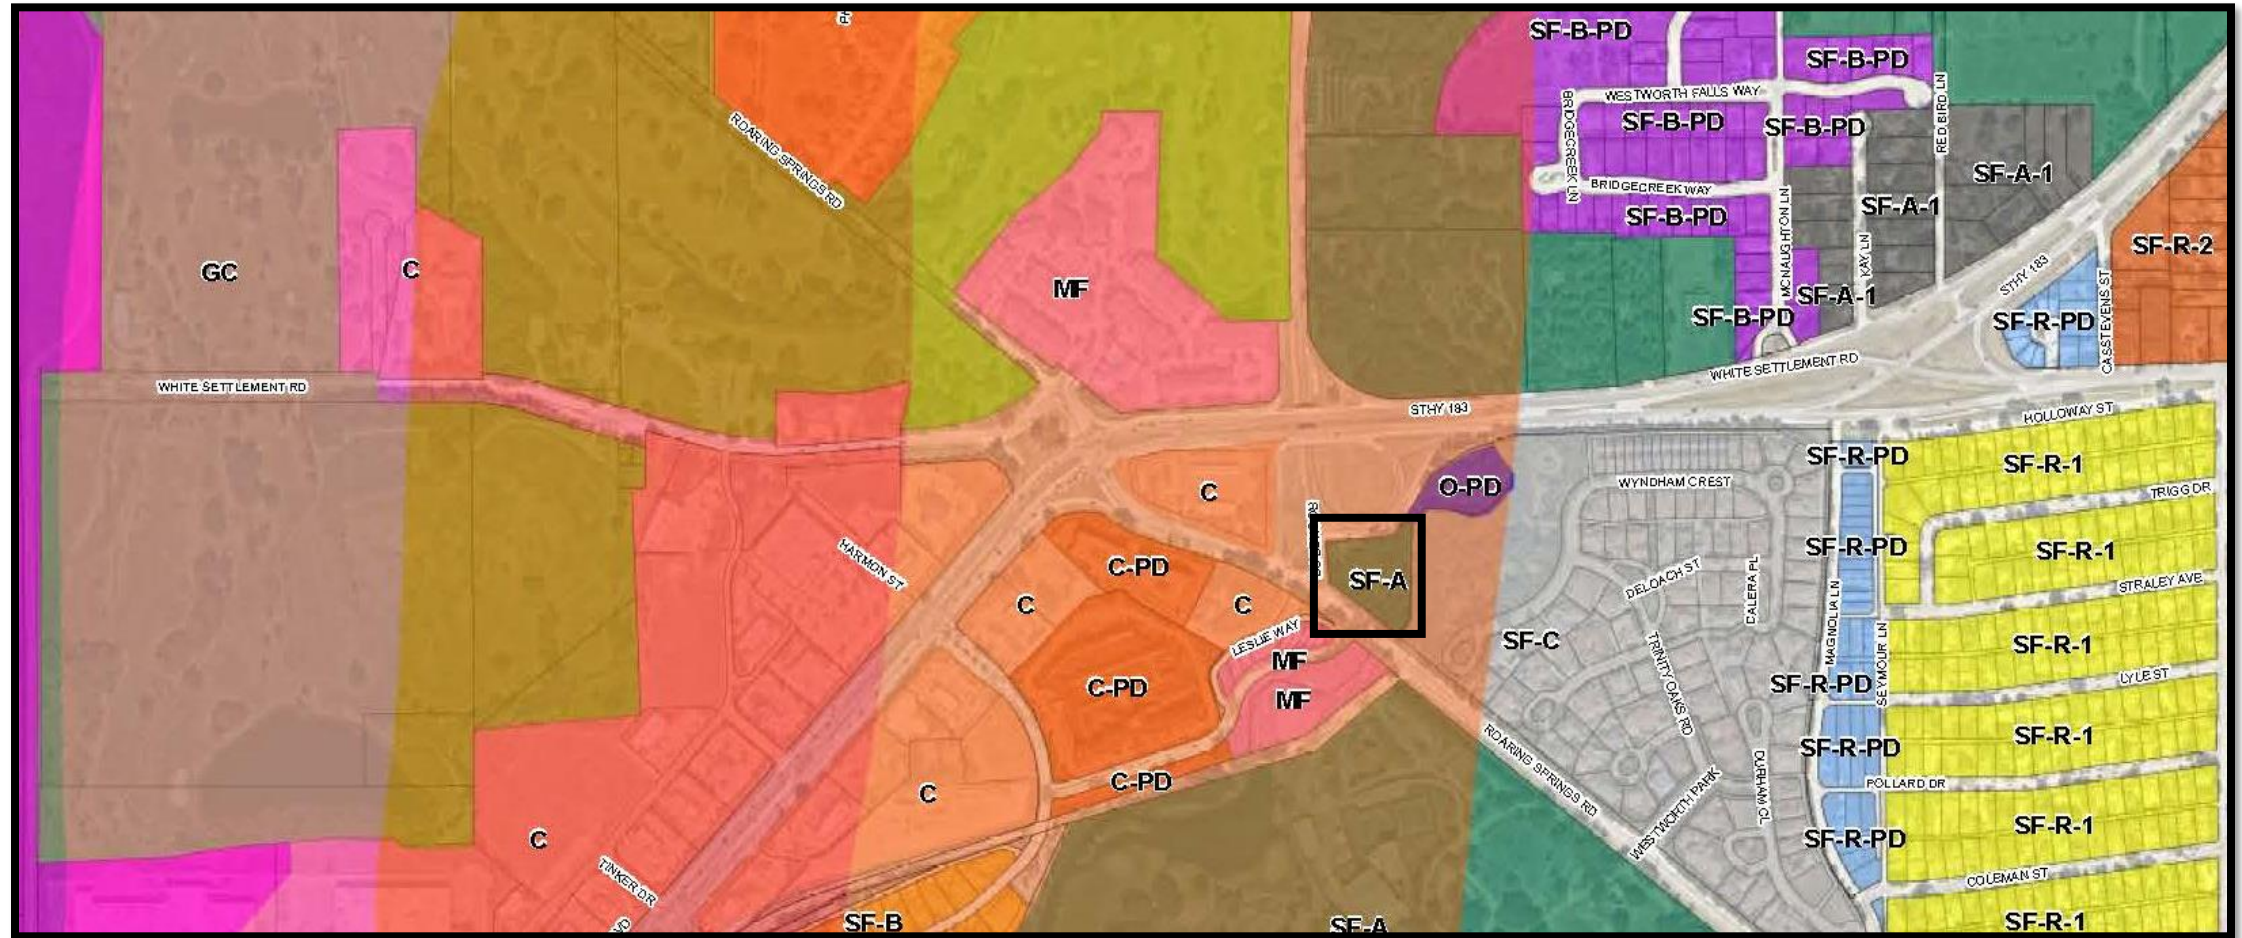 SF-B-PD
SF-B-PD
WESTWORTH FALLS WAY
RED BIRD LN
BRIDGECREEK LN
ROARING SPRINGS RD
SF-B-PD
SF-B-PD
SF-A-1
BRIDGECREEK WAY
SF-B-PD
MCNAUGHTON LN
SF-A-1
KAY LN
SF-R-2
GC
C
MF
STHY 183
CASSTEVENS ST
SF-A-1
SF-B-PD
SF-R-PD
WHITE SETTLEMENT RD
WHITE SETTLEMENT RD
STHY 183
HOLLOWAY ST
SF-R-PD
SF-R-1
WYNDHAM CREST
TRIGG DR
O-PD
C
HARMON ST
C-PD
SF-A
DELOACH ST
CALERA PL
SF-R-PD
SF-R-1
STRALEY AVE
C
C
LESLIE WAY
SF-C
MAGNOLIA LN
SEYMOUR LN
SF-R-1
MF
TRINITY OAKS RD
LYLE ST
C-PD
MF
SF-R-PD
SF-R-PD
SF-R-1
ROARING SPRINGS RD
DURHAM CL
C
C-PD
POLLARD DR
WESTWORTH PARK
C
SF-R-PD
SF-R-1
TINKER DR
COLEMAN ST
SF-B
SF-A
SF-R-1